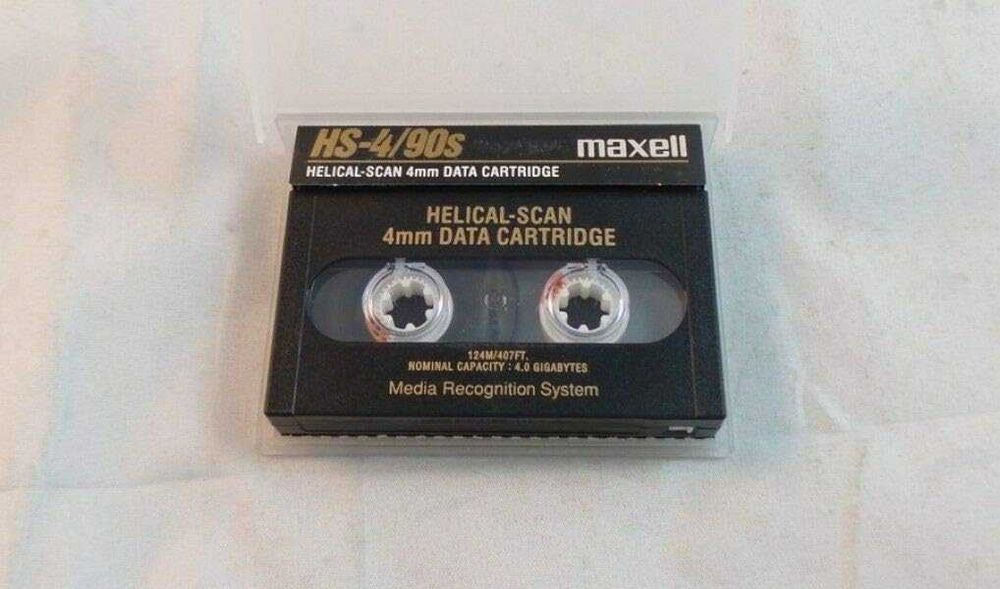 HS-4/90s maxell
HELICAL-SCAN 4mm DATA CARTRIDGE
HELICAL-SCAN
4mm DATA CARTRIDGE
124M/407FT.
NOMINAL CAPACITY : 4.0 GIGABYTES
Media Recognition System